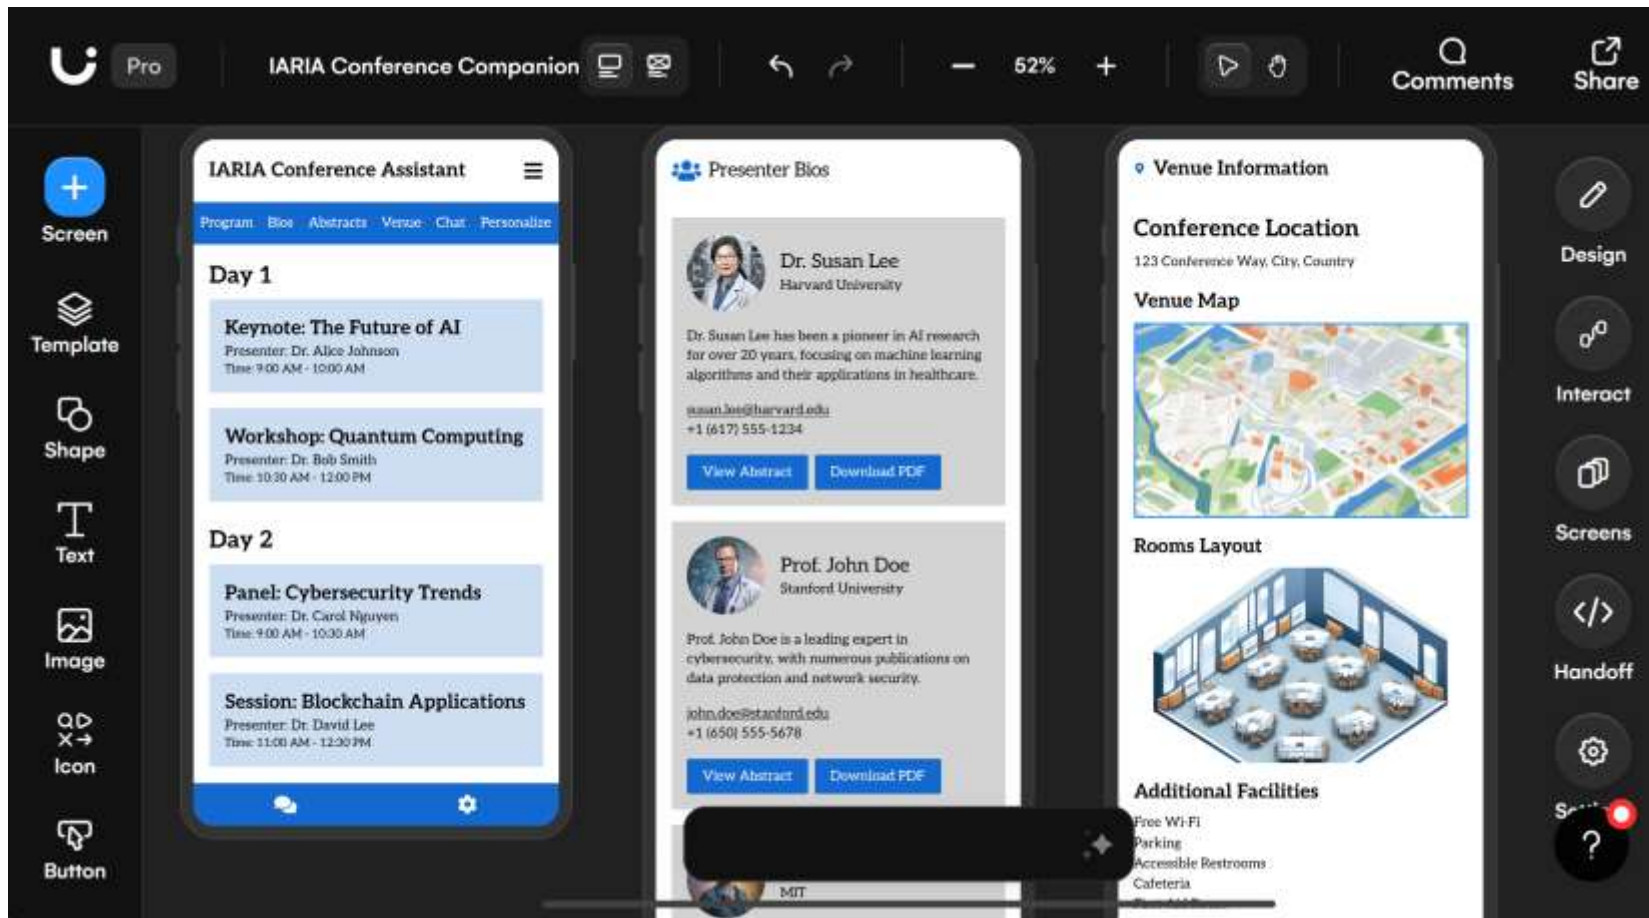 Pro
IARIA Conference Companion
52%
Comments
Share
Screen
Template
Shape
Text
Image
Icon
Button
IARIA Conference Assistant
Program Bios Abstracts Venue Chat Personalize
Day 1
Keynote: The Future of AI
Presenter: Dr. Alice Johnson
Time: 9:00 AM - 10:00 AM
Workshop: Quantum Computing
Presenter: Dr. Bob Smith
Time: 10:30 AM - 12:00 PM
Day 2
Panel: Cybersecurity Trends
Presenter: Dr. Carol Nguyen
Time: 9:00 AM - 10:30 AM
Session: Blockchain Applications
Presenter: Dr. David Lee
Time: 11:00 AM - 12:30 PM
Presenter Bios
Dr. Susan Lee
Harvard University
Dr. Susan Lee has been a pioneer in AI research
for over 20 years, focusing on machine learning
algorithms and their applications in healthcare.
susan.lee@harvard.edu
+1 (617) 555-1234
View Abstract Download PDF
Prof. John Doe
Stanford University
Prof. John Doe is a leading expert in
cybersecurity, with numerous publications on
data protection and network security.
john.doe@stanford.edu
+1 (650) 555-5678
View Abstract Download PDF
MIT
Venue Information
Conference Location
123 Conference Way, City, Country
Venue Map
Rooms Layout
Additional Facilities
Free Wi-Fi
Parking
Accessible Restrooms
Cafeteria
Design
Interact
Screens
Handoff
?